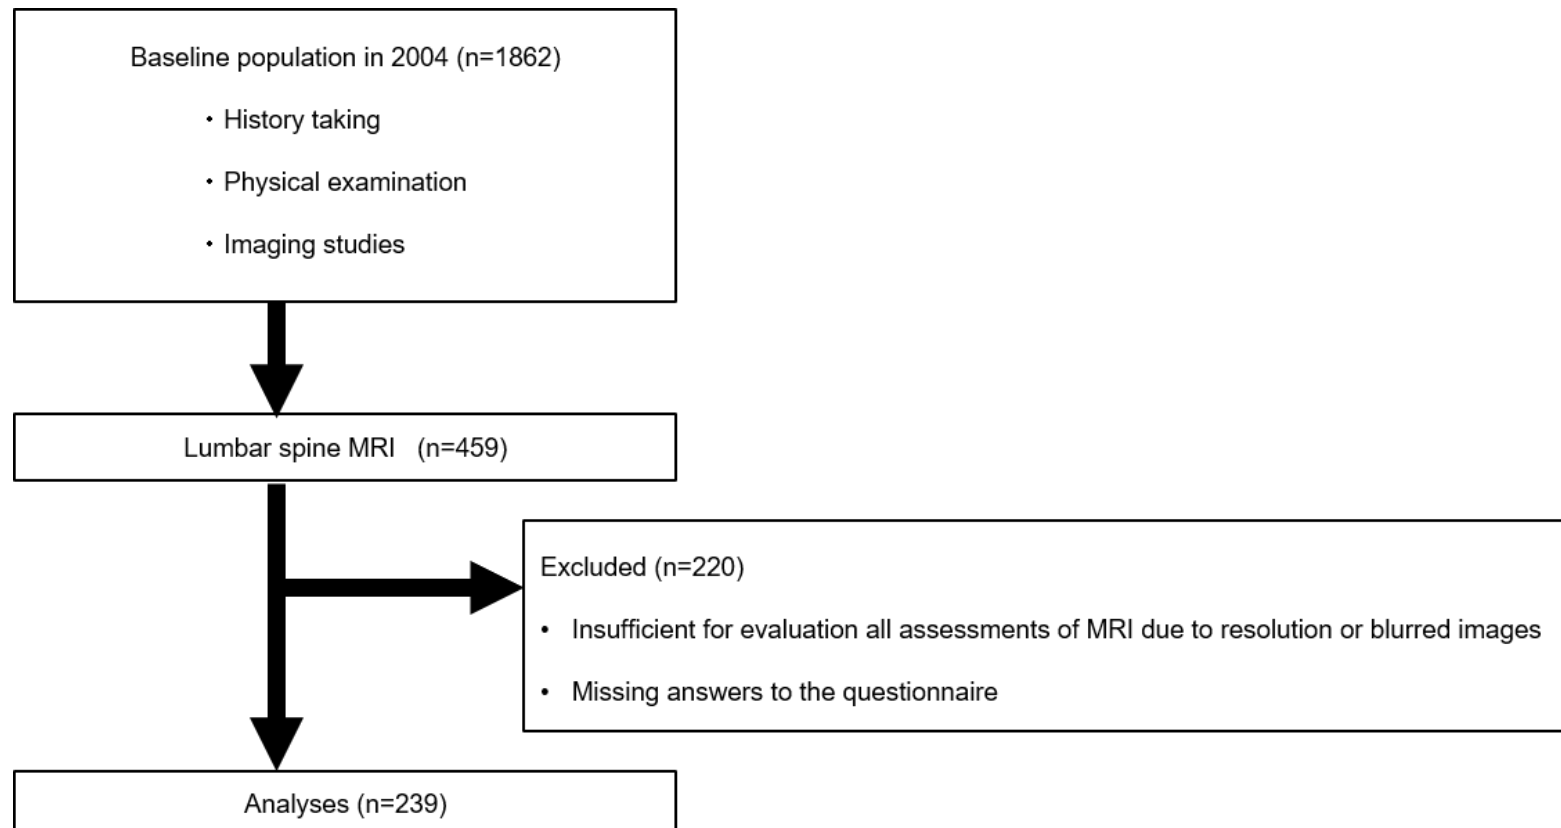 Baseline population in 2004 (n=1862)
・History taking
・Physical examination
・Imaging studies
Lumbar spine MRI (n=459)
Excluded (n=220)
• Insufficient for evaluation all assessments of MRI due to resolution or blurred images
• Missing answers to the questionnaire
Analyses (n=239)